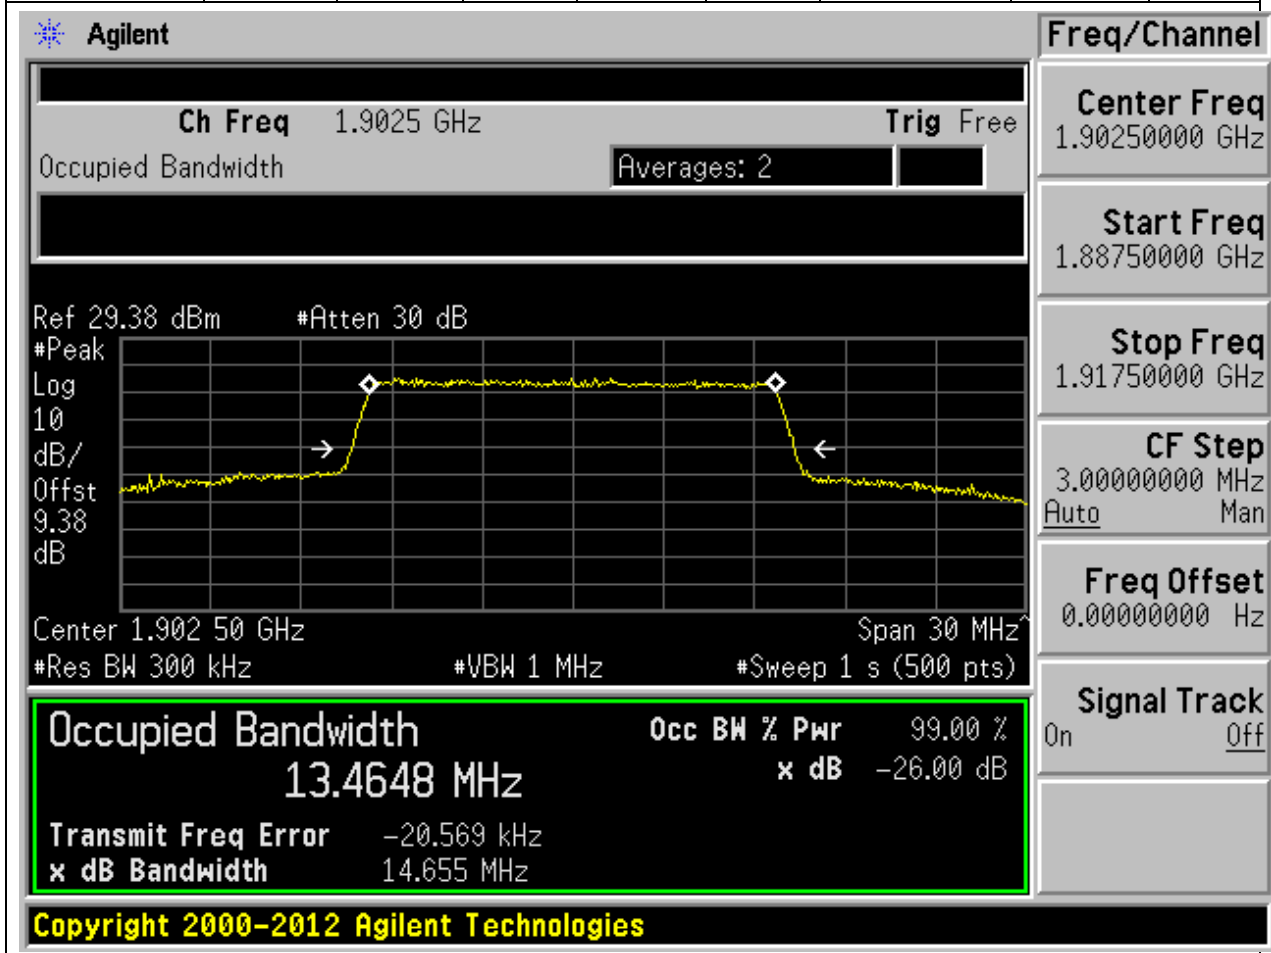 Agilent
Freq/Channel
Ch Freq 1.9025 GHz Trig Free
Occupied Bandwidth Averages: 2
Center Freq
1.90250000 GHz
Start Freq
1.88750000 GHz
Stop Freq
1.91750000 GHz
CF Step
3.00000000 MHz
Auto Man
Freq Offset
0.00000000 Hz
Signal Track
On Off
Ref 29.38 dBm #Atten 30 dB
#Peak
Log
10
dB/
Offst
9.38
dB
Center 1.902 50 GHz Span 30 MHz^
#Res BW 300 kHz #VBW 1 MHz #Sweep 1 s (500 pts)
Occupied Bandwidth Occ BW % Pwr 99.00 %
13.4648 MHz x dB -26.00 dB
Transmit Freq Error -20.569 kHz
x dB Bandwidth 14.655 MHz
Copyright 2000-2012 Agilent Technologies